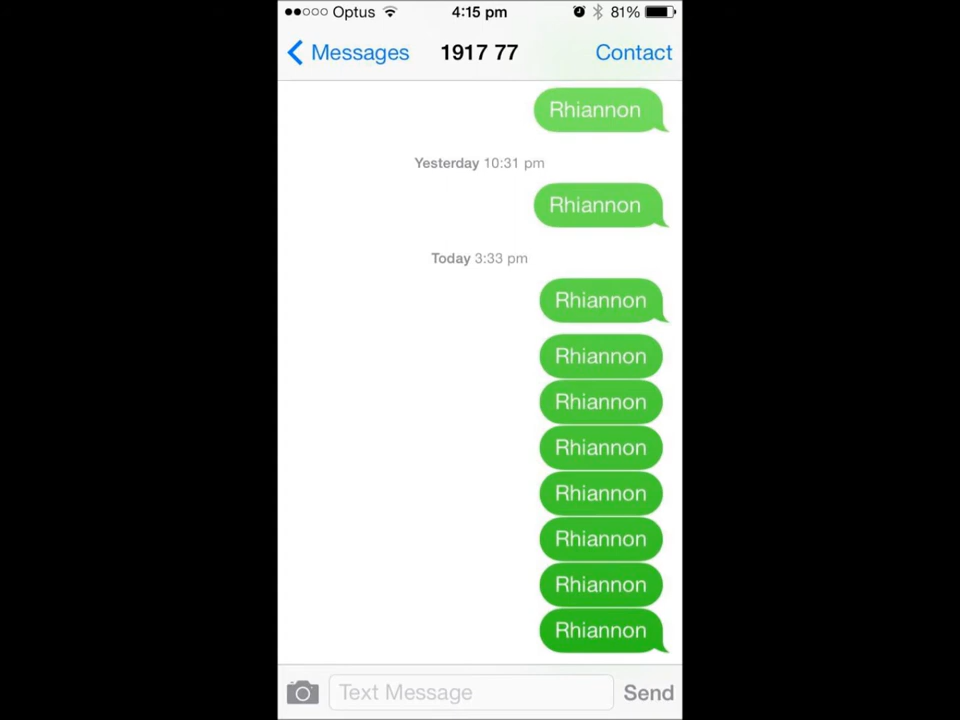 Optus 4:15 pm 81%
Messages 1917 77 Contact
Rhiannon
Yesterday 10:31 pm
Rhiannon
Today 3:33 pm
Rhiannon
Rhiannon
Rhiannon
Rhiannon
Rhiannon
Rhiannon
Rhiannon
Rhiannon
Text Message Send